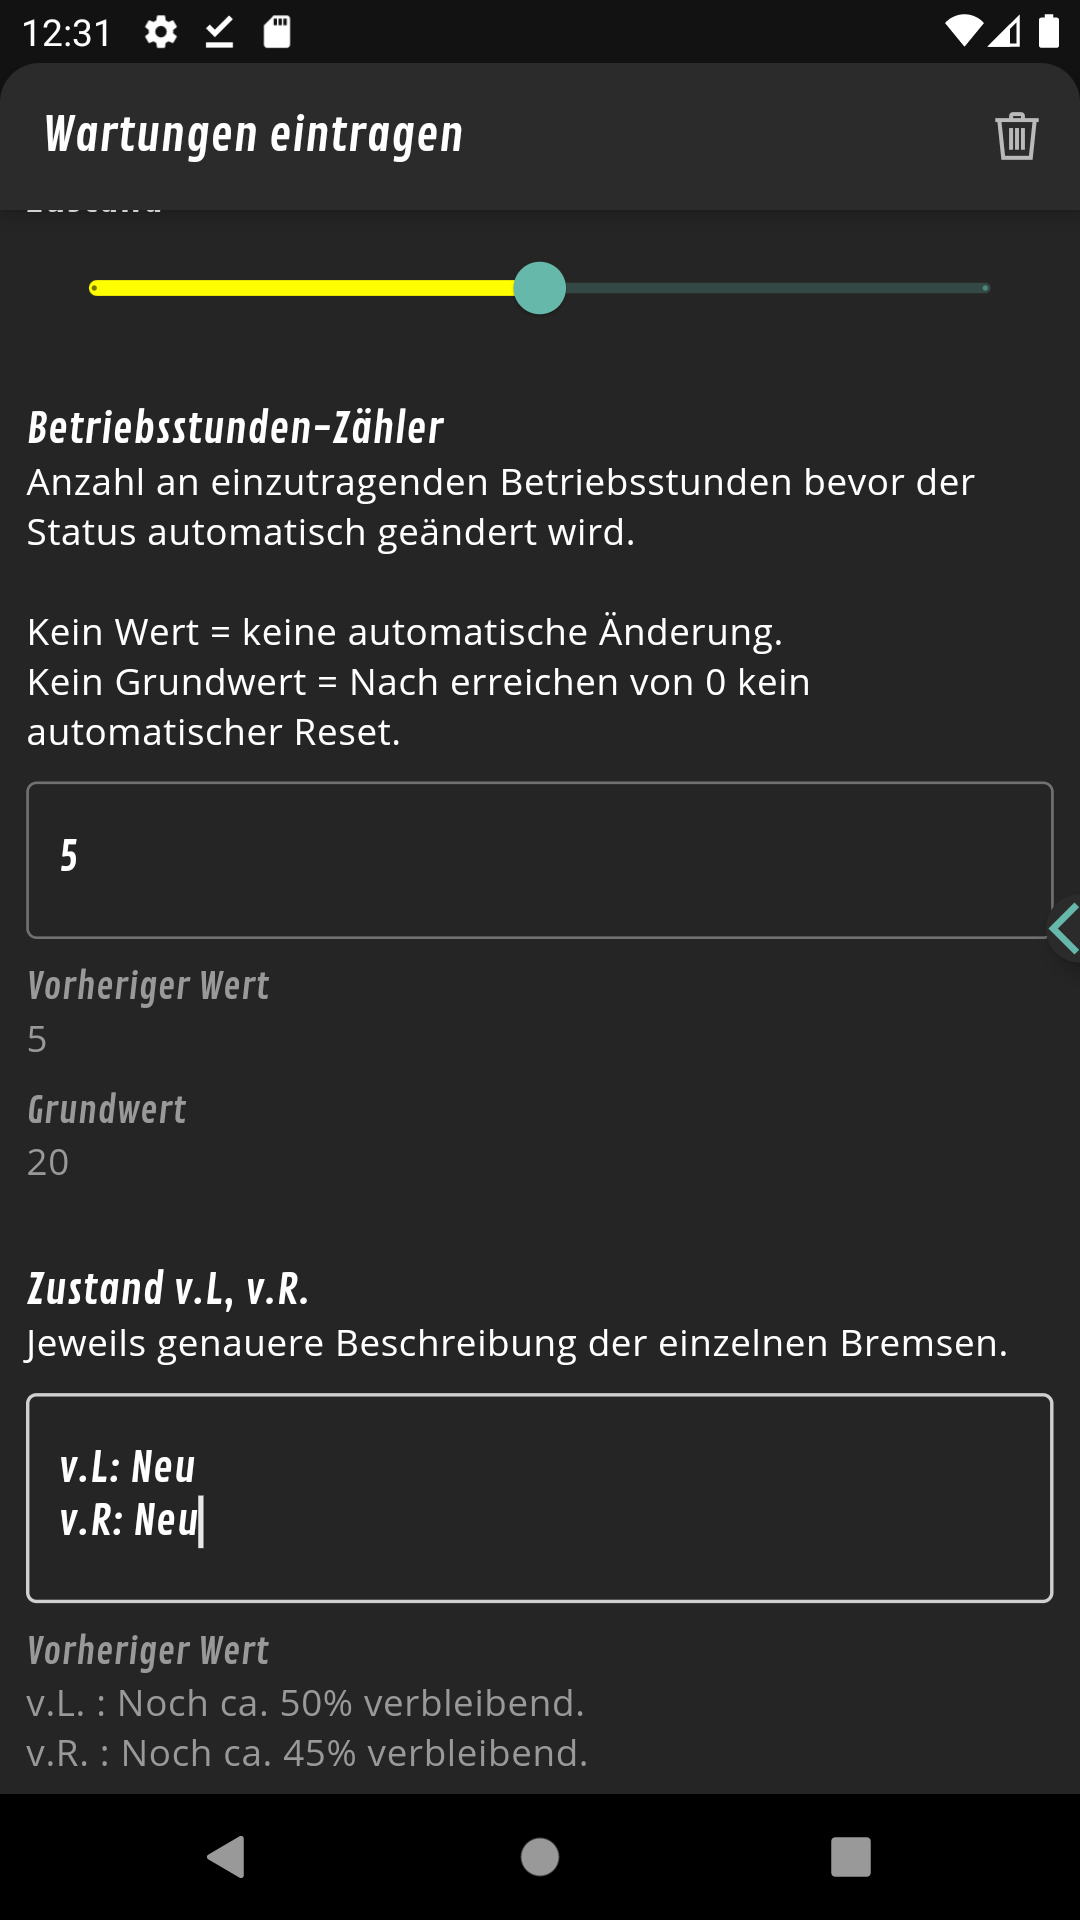 12:31
Wartungen eintragen
Betriebsstunden-Zähler
Anzahl an einzutragenden Betriebsstunden bevor der
Status automatisch geändert wird.
Kein Wert = keine automatische Änderung.
Kein Grundwert = Nach erreichen von 0 kein
automatischer Reset.
5
Vorheriger Wert
5
Grundwert
20
Zustand v.L, v.R.
Jeweils genauere Beschreibung der einzelnen Bremsen.
v.L: Neu
v.R: Neu
Vorheriger Wert
v.L. : Noch ca. 50% verbleibend.
v.R. : Noch ca. 45% verbleibend.